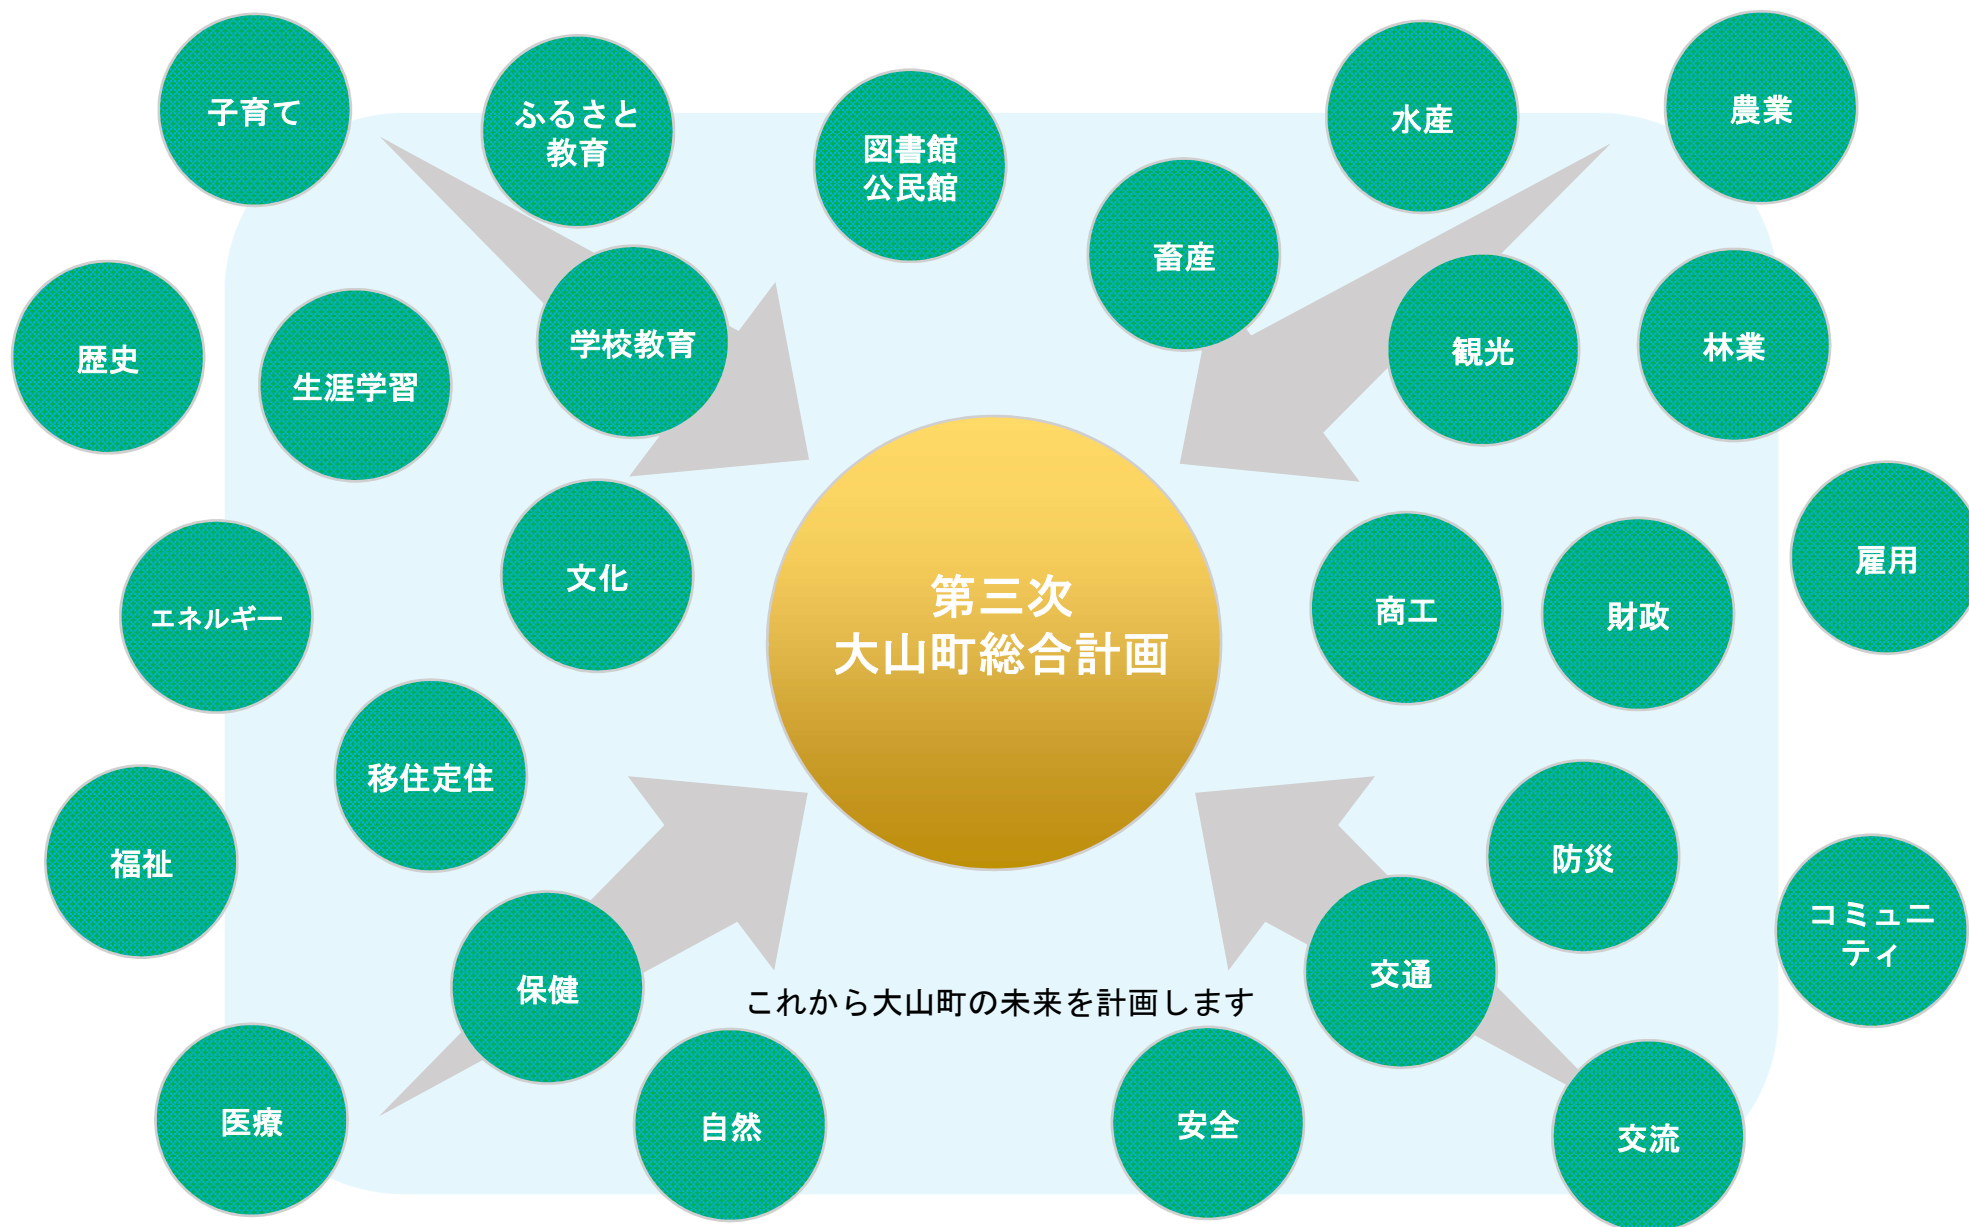 子育て
ふるさと
教育
図書館
公民館
水産
農業
畜産
歴史
生涯学習
学校教育
観光
林業
エネルギー
文化
第三次
大山町総合計画
商工
財政
雇用
移住定住
福祉
防災
コミュニ
ティ
保健
交通
これから大山町の未来を計画します
医療
自然
安全
交流